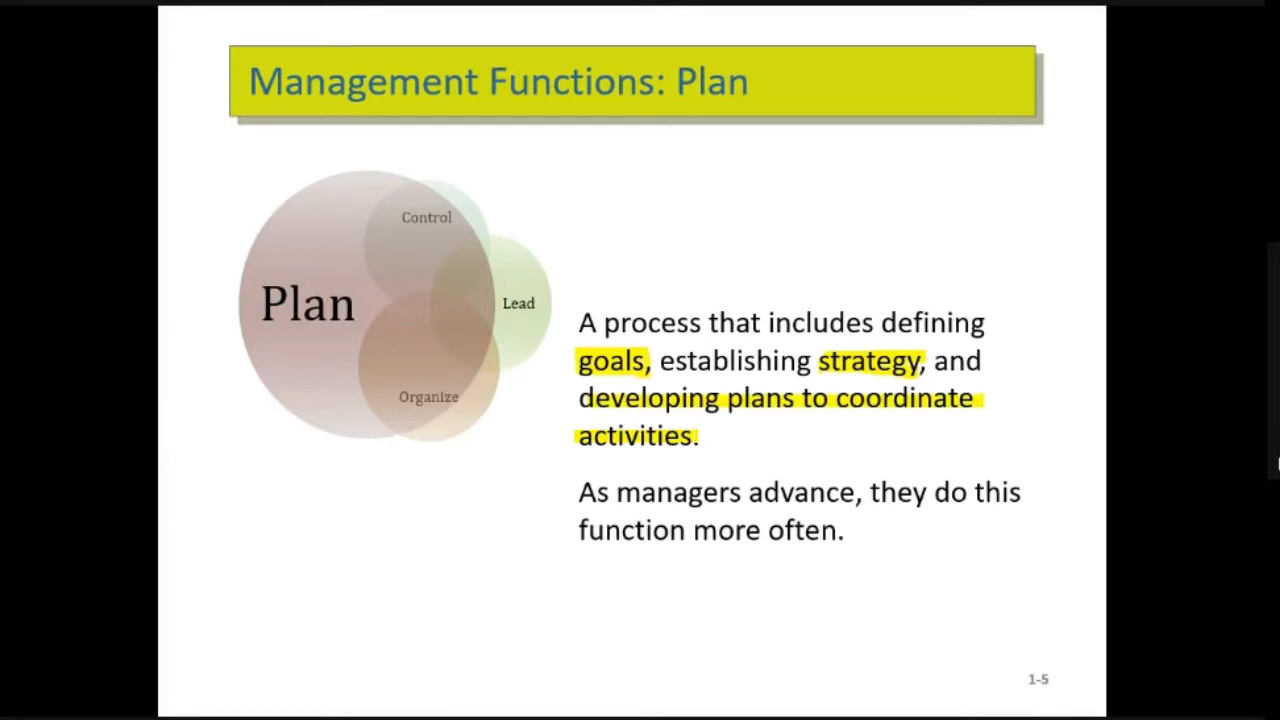 Management Functions: Plan
Control
Plan
Lead
Organize
A process that includes defining
goals, establishing strategy, and
developing plans to coordinate
activities.
As managers advance, they do this
function more often.
1-5